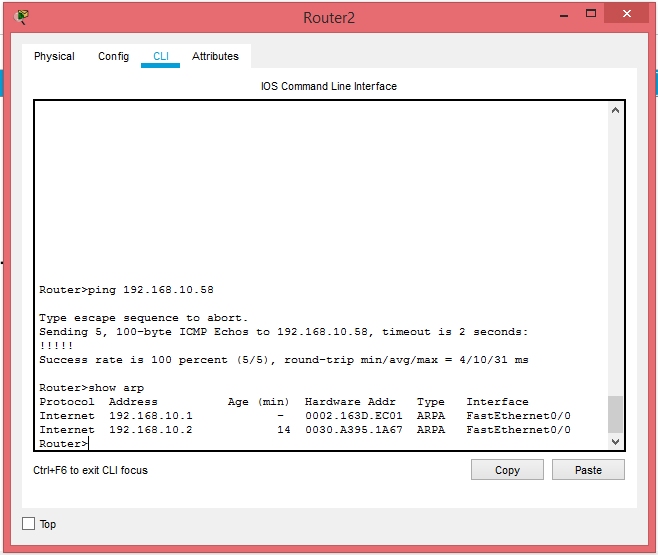 Router2
Physical Config CLI Attributes
IOS Command Line Interface
Router>ping 192.168.10.58
Type escape sequence to abort.
Sending 5, 100-byte ICMP Echos to 192.168.10.58, timeout is 2 seconds:
!!!!!
Success rate is 100 percent (5/5), round-trip min/avg/max = 4/10/31 ms
Router>show arp
Protocol  Address          Age (min)  Hardware Addr   Type   Interface
Internet  192.168.10.1            -   0002.163D.EC01  ARPA   FastEthernet0/0
Internet  192.168.10.2            14  0030.A395.1A67  ARPA   FastEthernet0/0
Router>
Ctrl+F6 to exit CLI focus
Copy Paste
Top